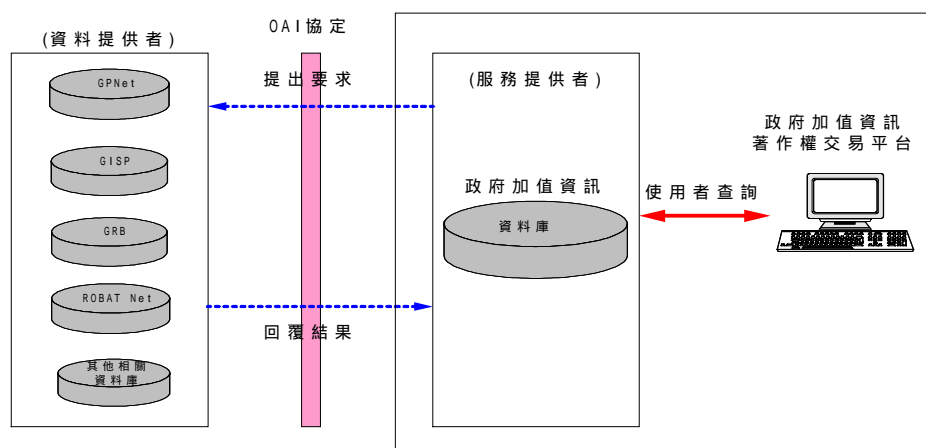 (資料提供者)
GPNet
GISP
GRB
ROBAT Net
其他相關
資料庫
OAI協定
提出要求
回覆結果
(服務提供者)
政府加值資訊
資料庫
使用者查詢
政府加值資訊
著作權交易平台